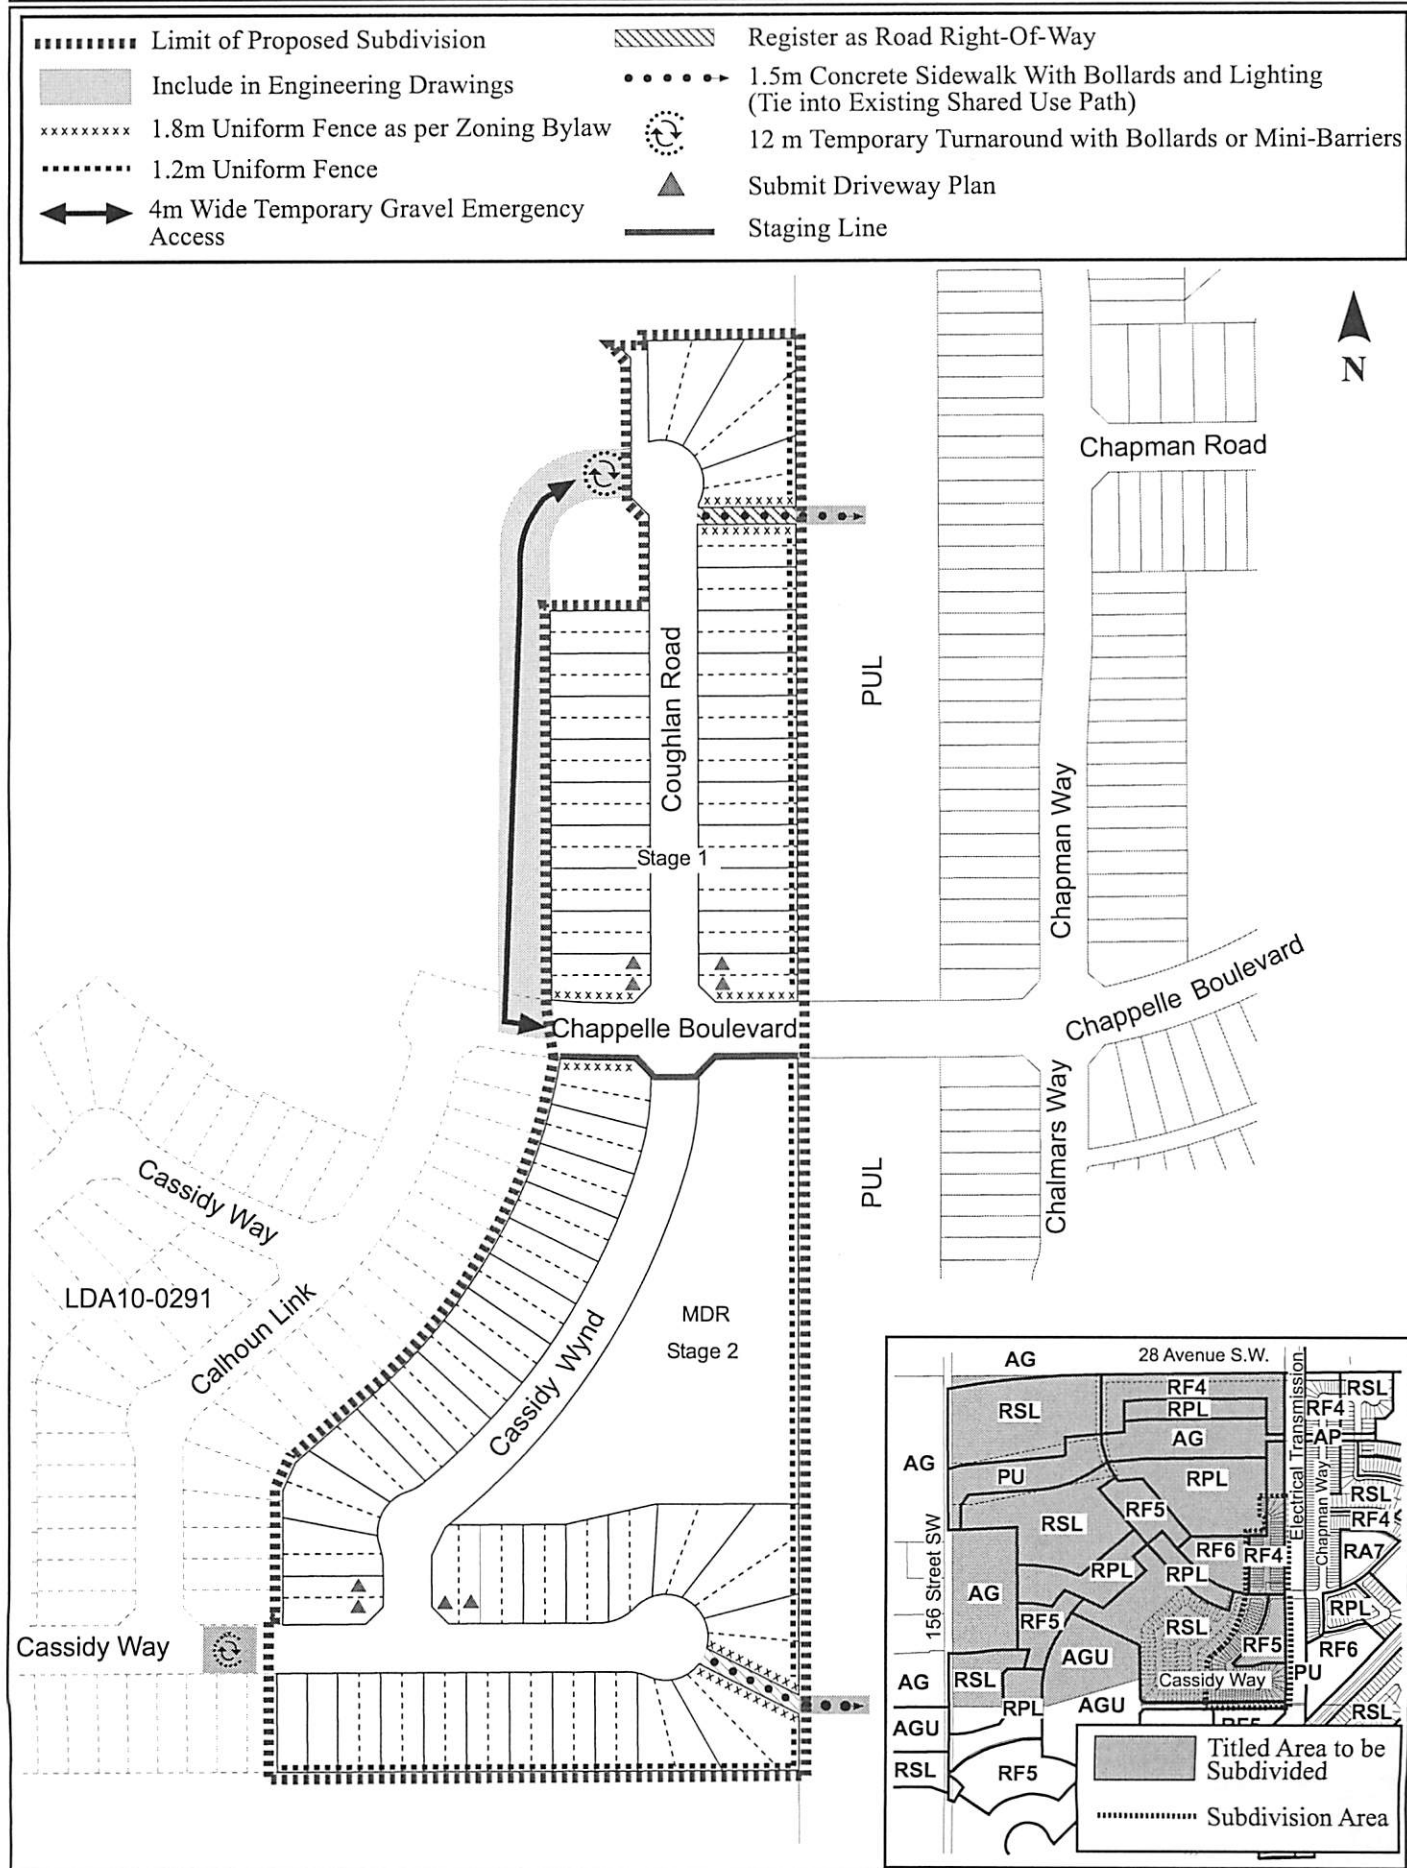 Limit of Proposed Subdivision
Include in Engineering Drawings
1.8m Uniform Fence as per Zoning Bylaw
1.2m Uniform Fence
4m Wide Temporary Gravel Emergency
Access
Register as Road Right-Of-Way
1.5m Concrete Sidewalk With Bollards and Lighting
(Tie into Existing Shared Use Path)
12 m Temporary Turnaround with Bollards or Mini-Barriers
Submit Driveway Plan
Staging Line
N
Chapman Road
Coughlan Road
PUL
Chapman Way
Stage 1
Chappelle Boulevard
Chappelle Boulevard
Chalmars Way
PUL
Cassidy Way
LDA10-0291
Calhoun Link
Cassidy Wynd
MDR
Stage 2
Cassidy Way
AG
28 Avenue S.W.
RSL
RF4
RPL
AG
Electrical Transmission
RF4
RSL
AP
AG
PU
RPL
RF5
RSL
RSL
RF4
156 Street SW
Chapman Way
RF6
RF4
RA7
RPL
RPL
AG
RF5
RSL
RPL
RF5
RF6
AGU
Cassidy Way
PU
AG
RSL
RPL
AGU
RSL
AGU
RF5
RSL
RF5
Titled Area to be
Subdivided
Subdivision Area